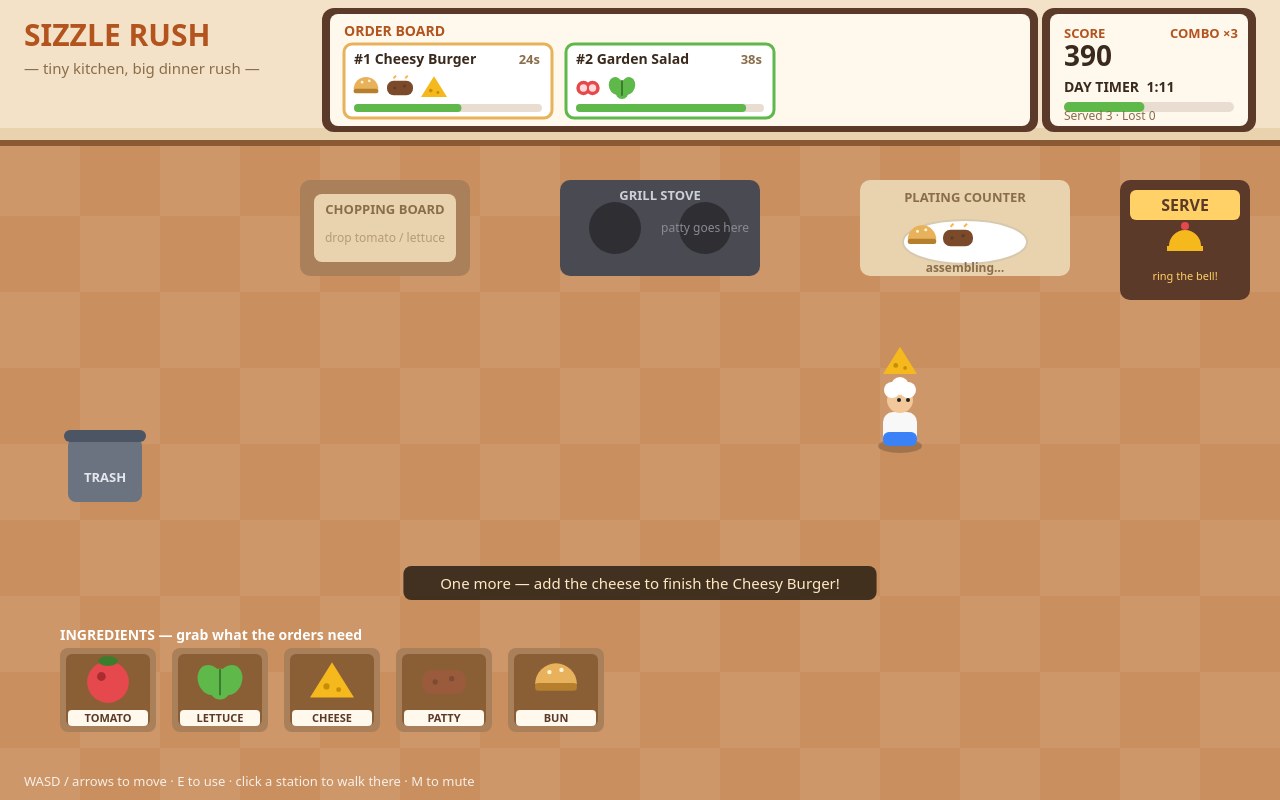 SIZZLE RUSH
— tiny kitchen, big dinner rush —
ORDER BOARD
#1 Cheesy Burger 24s
#2 Garden Salad 38s
SCORE COMBO ×3
390
DAY TIMER 1:11
Served 3 · Lost 0
CHOPPING BOARD
drop tomato / lettuce
GRILL STOVE
patty goes here
PLATING COUNTER
assembling...
SERVE
ring the bell!
TRASH
One more — add the cheese to finish the Cheesy Burger!
INGREDIENTS — grab what the orders need
TOMATO
LETTUCE
CHEESE
PATTY
BUN
WASD / arrows to move · E to use · click a station to walk there · M to mute